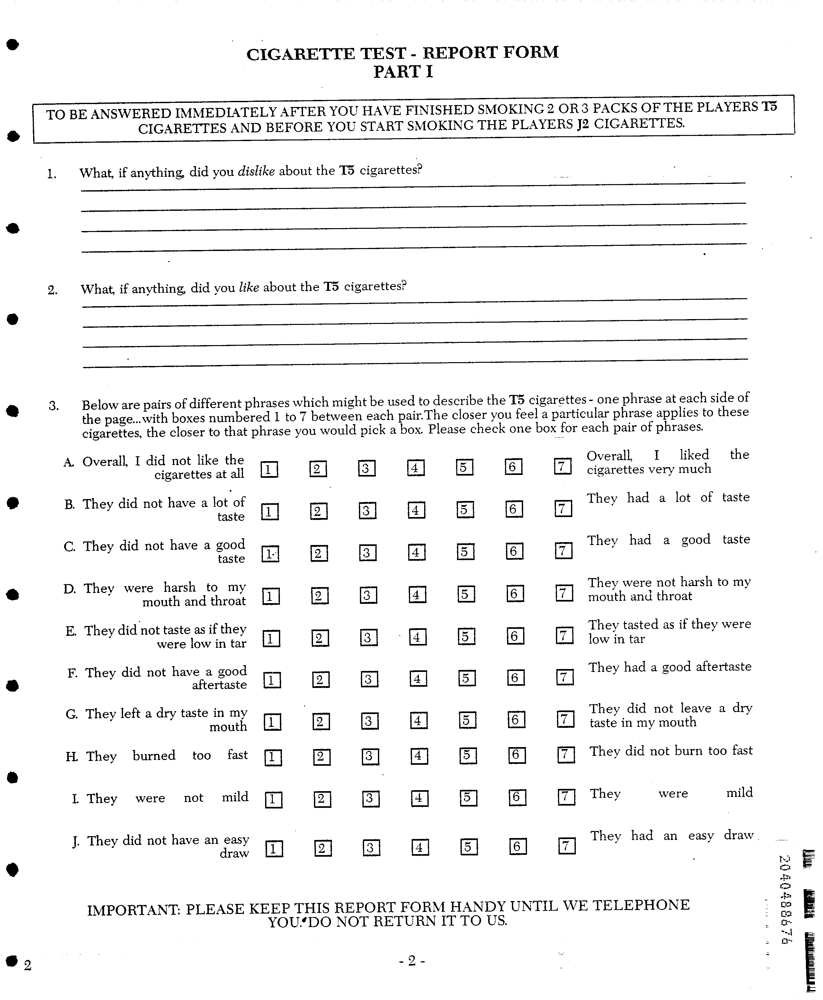 CIGARETTE TEST - REPORT FORM
PART I
TO BE ANSWERED IMMEDIATELY AFTER YOU HAVE FINISHED SMOKING 2 OR 3 PACKS OF THE PLAYERS T5
CIGARETTES AND BEFORE YOU START SMOKING THE PLAYERS J2 CIGARETTES.
1. What, if anything, did you dislike about the T5 cigarettes?
2. What, if anything, did you like about the T5 cigarettes?
3. Below are pairs of different phrases which might be used to describe the T5 cigarettes - one phrase at each side of
the page...with boxes numbered 1 to 7 between each pair. The closer you feel a particular phrase applies to these
cigarettes, the closer to that phrase you would pick a box. Please check one box for each pair of phrases.
A. Overall, I did not like the
cigarettes at all
1 2 3 4 5 6 7
Overall, I liked the
cigarettes very much
B. They did not have a lot of
taste
1 2 3 4 5 6 7
They had a lot of taste
C. They did not have a good
taste
1 2 3 4 5 6 7
They had a good taste
D. They were harsh to my
mouth and throat
1 2 3 4 5 6 7
They were not harsh to my
mouth and throat
E. They did not taste as if they
were low in tar
1 2 3 4 5 6 7
They tasted as if they were
low in tar
F. They did not have a good
aftertaste
1 2 3 4 5 6 7
They had a good aftertaste
G. They left a dry taste in my
mouth
1 2 3 4 5 6 7
They did not leave a dry
taste in my mouth
H. They burned too fast 1 2 3 4 5 6 7 They did not burn too fast
I. They were not mild 1 2 3 4 5 6 7 They were mild
J. They did not have an easy
draw
1 2 3 4 5 6 7
They had an easy draw
2040488676
IMPORTANT: PLEASE KEEP THIS REPORT FORM HANDY UNTIL WE TELEPHONE
YOU. DO NOT RETURN IT TO US.
2
- 2 -